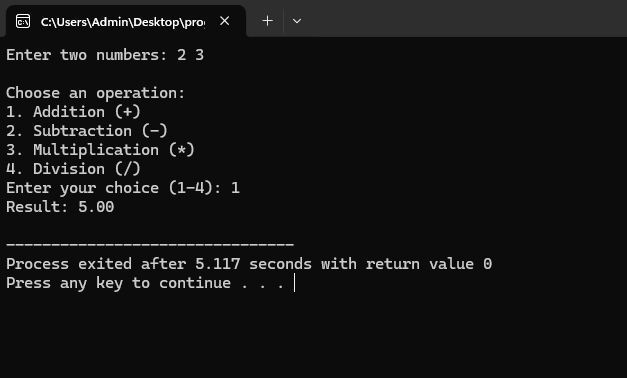 C:\Users\Admin\Desktop\pro
Enter two numbers: 2 3
Choose an operation:
1. Addition (+)
2. Subtraction (-)
3. Multiplication (*)
4. Division (/)
Enter your choice (1-4): 1
Result: 5.00
--------------------------------
Process exited after 5.117 seconds with return value 0
Press any key to continue . . .